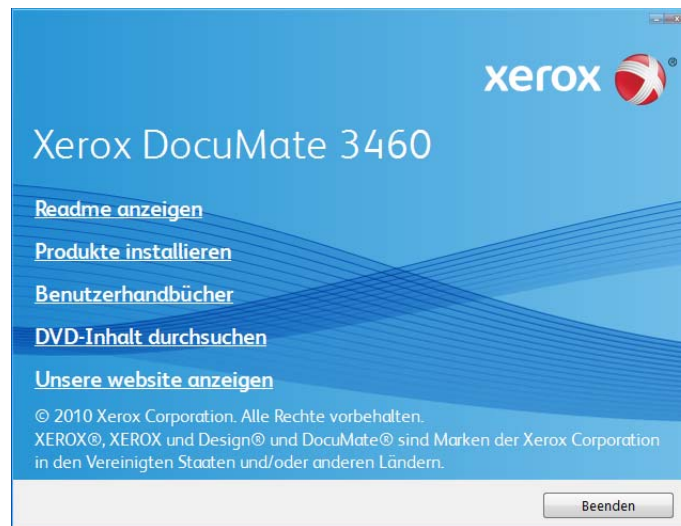 xerox ®
Xerox DocuMate 3460
Readme anzeigen
Produkte installieren
Benutzerhandbücher
DVD-Inhalt durchsuchen
Unsere website anzeigen
© 2010 Xerox Corporation. Alle Rechte vorbehalten.
XEROX®, XEROX und Design® und DocuMate® sind Marken der Xerox Corporation
in den Vereinigten Staaten und/oder anderen Ländern.
Beenden